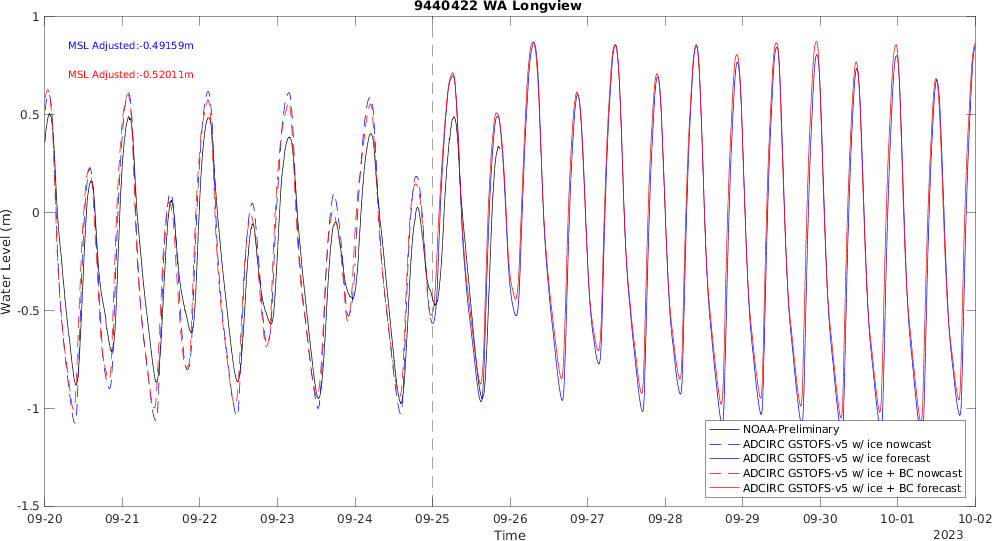 9440422 WA Longview
MSL Adjusted:-0.49159m
MSL Adjusted:-0.52011m
Water Level (m)
1
0.5
0
-0.5
-1
-1.5
NOAA-Preliminary
ADCIRC GSTOFS-v5 w/ ice nowcast
ADCIRC GSTOFS-v5 w/ ice forecast
ADCIRC GSTOFS-v5 w/ ice + BC nowcast
ADCIRC GSTOFS-v5 w/ ice + BC forecast
09-20 09-21 09-22 09-23 09-24 09-25 09-26 09-27 09-28 09-29 09-30 10-01 10-02
Time
2023